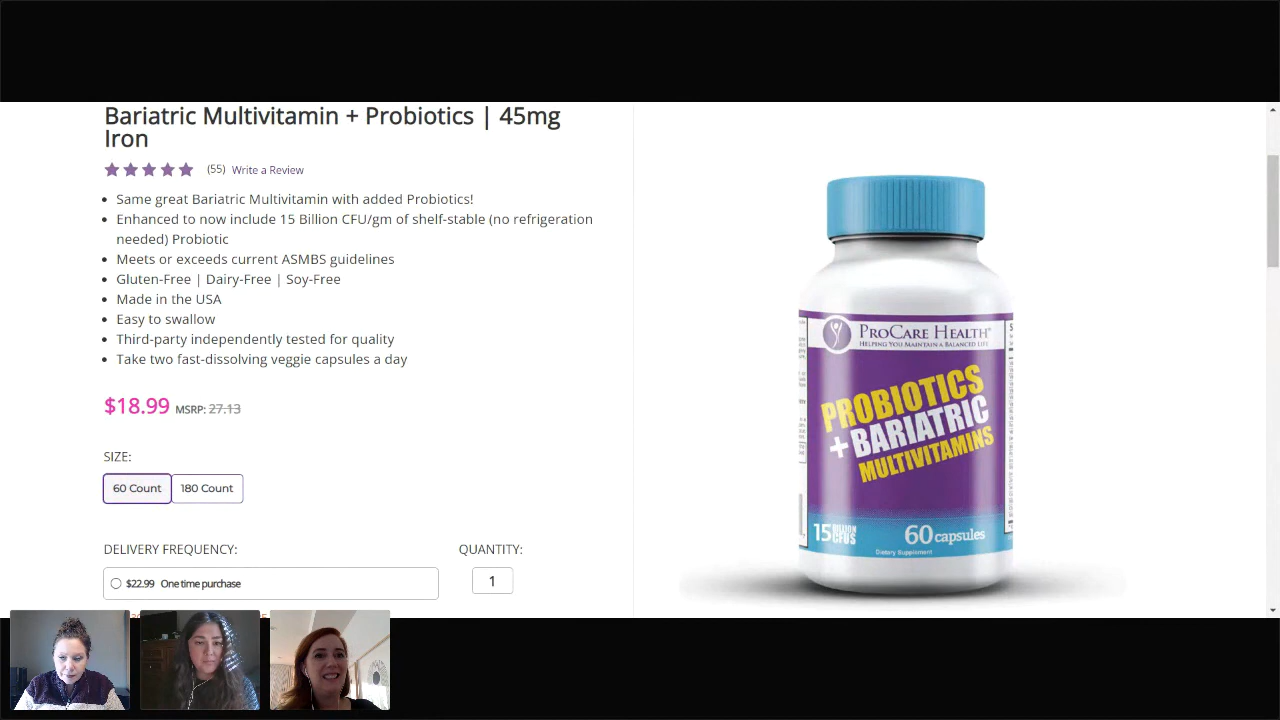 Bariatric Multivitamin + Probiotics | 45mg
Iron
(55) Write a Review
Same great Bariatric Multivitamin with added Probiotics!
Enhanced to now include 15 Billion CFU/gm of shelf-stable (no refrigeration
needed) Probiotic
Meets or exceeds current ASMBS guidelines
Gluten-Free | Dairy-Free | Soy-Free
Made in the USA
Easy to swallow
Third-party independently tested for quality
Take two fast-dissolving veggie capsules a day
$18.99 MSRP: 27.13
SIZE:
60 Count
180 Count
DELIVERY FREQUENCY:
QUANTITY:
$22.99 One time purchase
1
PROCARE HEALTH®
HELPING YOU MAINTAIN A BALANCED LIFE
PROBIOTICS
+BARIATRIC
MULTIVITAMINS
15 BILLION
CFUS
60 capsules
Dietary Supplement